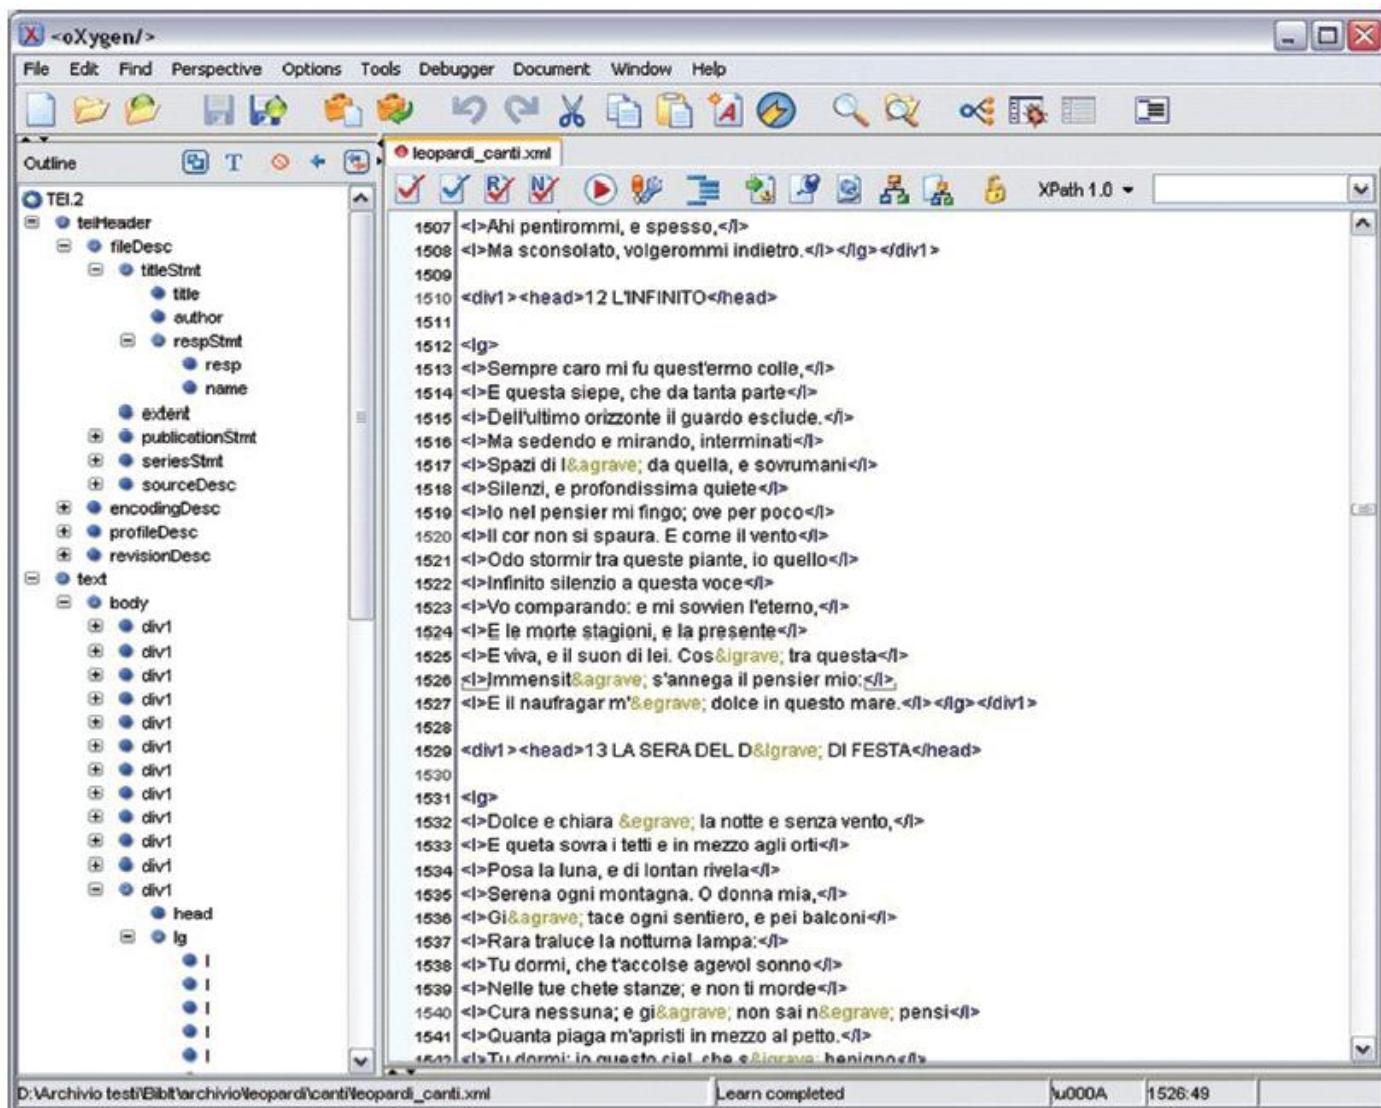 <oXygen/>
File Edit Find Perspective Options Tools Debugger Document Window Help
Outline
TEI.2
teiHeader
fileDesc
titleStmt
title
author
respStmt
resp
name
extent
publicationStmt
seriesStmt
sourceDesc
encodingDesc
profileDesc
revisionDesc
text
body
div1
div1
div1
div1
div1
div1
div1
div1
div1
div1
div1
div1
head
lg
l
l
l
l
l
leopardi_canti.xml
XPath 1.0
1507 <l>Ahi pentirommi, e spesso,</l>
1508 <l>Ma sconsolato, volgerommi indietro.</l></lg></div1>
1509
1510 <div1><head>12 L'INFINITO</head>
1511
1512 <lg>
1513 <l>Sempre caro mi fu quest'ermo colle,</l>
1514 <l>E questa siepe, che da tanta parte</l>
1515 <l>Dell'ultimo orizzonte il guardo esclude.</l>
1516 <l>Ma sedendo e mirando, interminati</l>
1517 <l>Spazi di l&agrave; da quella, e sovrumani</l>
1518 <l>Silenzi, e profondissima quiete</l>
1519 <l>Io nel pensier mi fingo; ove per poco</l>
1520 <l>Il cor non si spaura. E come il vento</l>
1521 <l>Odo stormir tra queste piante, io quello</l>
1522 <l>Infinito silenzio a questa voce</l>
1523 <l>Vo comparando: e mi sovvien l'eterno,</l>
1524 <l>E le morte stagioni, e la presente</l>
1525 <l>E viva, e il suon di lei. Cos&igrave; tra questa</l>
1526 <l>Immensit&agrave; s'annega il pensier mio:</l>
1527 <l>E il naufragar m'&egrave; dolce in questo mare.</l></lg></div1>
1528
1529 <div1><head>13 LA SERA DEL D&Igrave; DI FESTA</head>
1530
1531 <lg>
1532 <l>Dolce e chiara &egrave; la notte e senza vento,</l>
1533 <l>E queta sovra i tetti e in mezzo agli orti</l>
1534 <l>Posa la luna, e di lontan rivela</l>
1535 <l>Serena ogni montagna. O donna mia,</l>
1536 <l>Gi&agrave; tace ogni sentiero, e pei balconi</l>
1537 <l>Rara traluce la notturna lampa:</l>
1538 <l>Tu dormi, che t'accolse agevol sonno</l>
1539 <l>Nelle tue chete stanze; e non ti morde</l>
1540 <l>Cura nessuna; e gi&agrave; non sai n&egrave; pensi</l>
1541 <l>Quanta piaga m'apristi in mezzo al petto.</l>
1542 <l>Tu dormi: io questo ciel, che s&igrave; benigno</l>
D:\Archivio testi\BibIt\archivio\leopardi\canti\leopardi_canti.xml
Learn completed
\u000A
1526:49